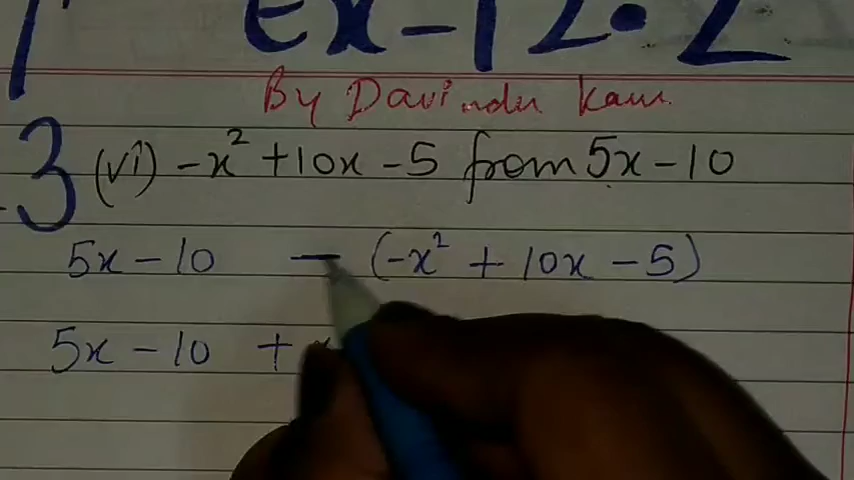 Ex-12.2
By Davinder Kaur.
3 (vi) -x² +10x -5 from 5x -10
5x -10 - (-x² + 10x -5)
5x -10 +